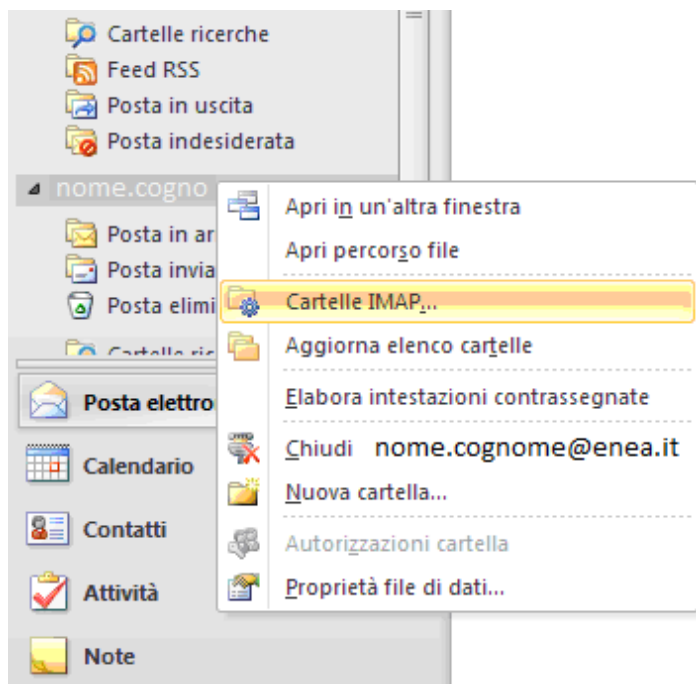 Cartelle ricerche
Feed RSS
Posta in uscita
Posta indesiderata
nome.cogno
Posta in ar
Posta invia
Posta elimi
Cartelle ric
Apri in un'altra finestra
Apri percorso file
Cartelle IMAP...
Aggiorna elenco cartelle
Elabora intestazioni contrassegnate
Chiudi nome.cognome@enea.it
Nuova cartella...
Autorizzazioni cartella
Proprietà file di dati...
Posta elettro
Calendario
Contatti
Attività
Note